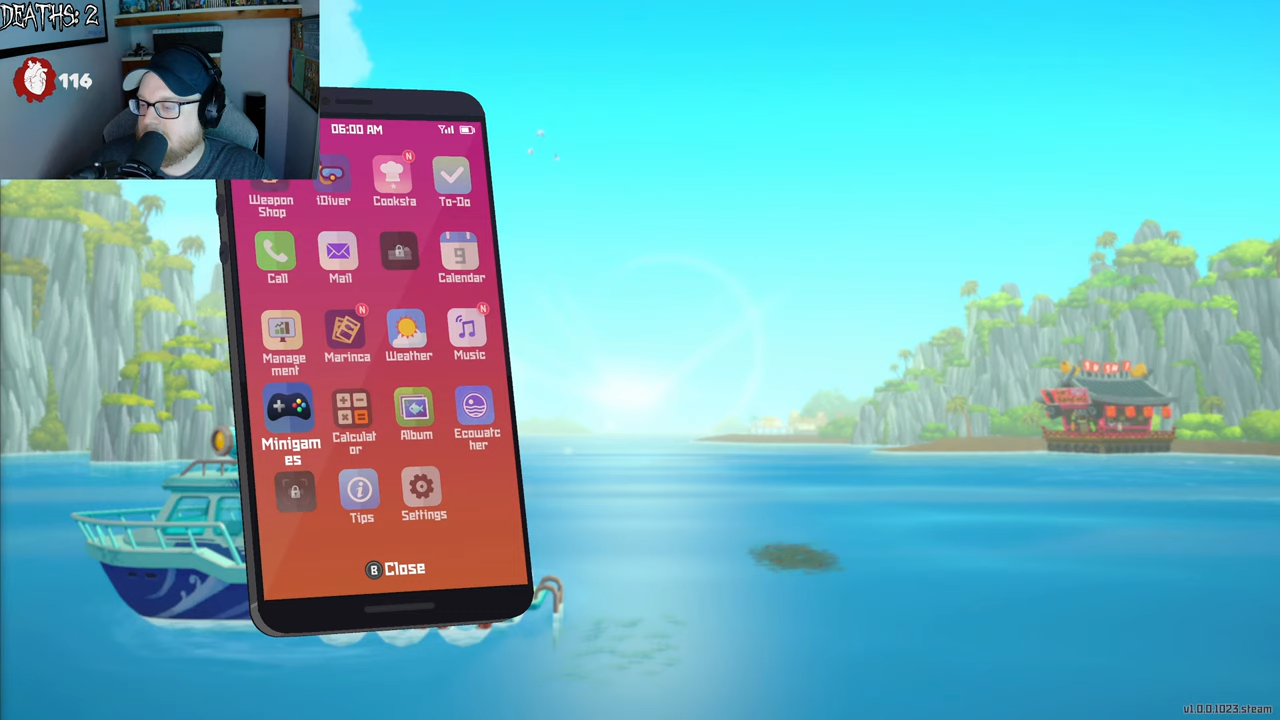 DEATHS: 2
116
06:00 AM
Weapon
Shop
iDiver
N
Cooksta
To-Do
Call
Mail
9
Calendar
Manage
ment
N
Marinca
Weather
N
Music
Minigam
es
Calculat
or
Album
Ecowatc
her
Tips
Settings
B Close
v1.0.0.1023.steam